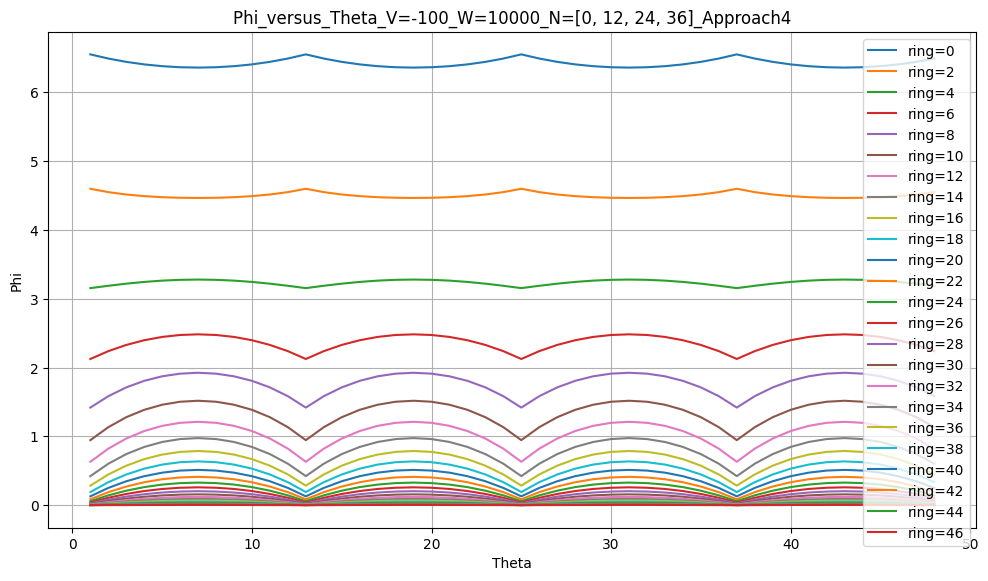 Phi_versus_Theta_V=-100_W=10000_N=[0, 12, 24, 36]_Approach4
Phi
6
5
4
3
2
1
0
0
10
20
30
40
50
Theta
ring=0
ring=2
ring=4
ring=6
ring=8
ring=10
ring=12
ring=14
ring=16
ring=18
ring=20
ring=22
ring=24
ring=26
ring=28
ring=30
ring=32
ring=34
ring=36
ring=38
ring=40
ring=42
ring=44
ring=46